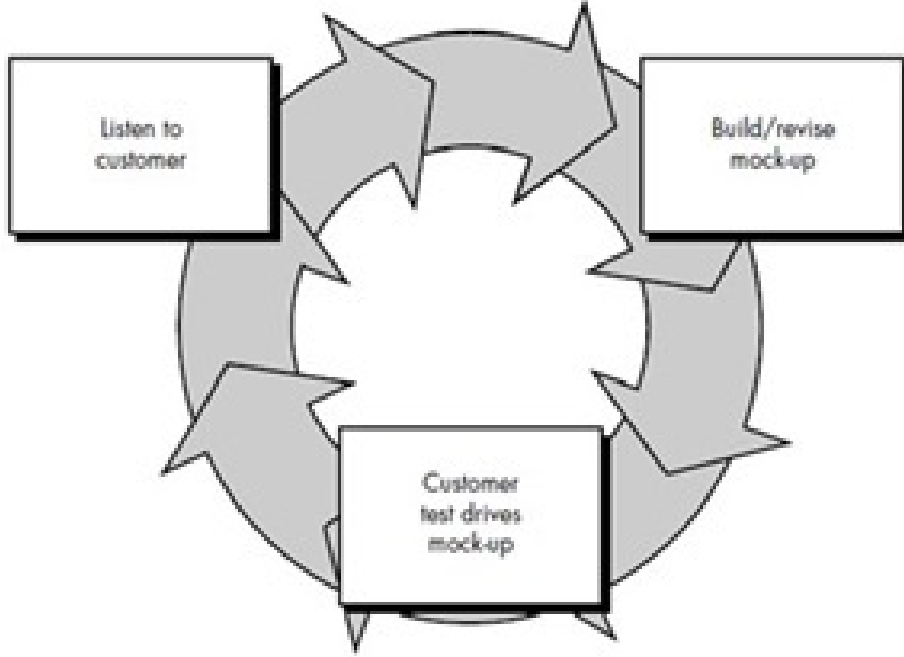 Listen to
customer
Build/revise
mock-up
Customer
test drives
mock-up